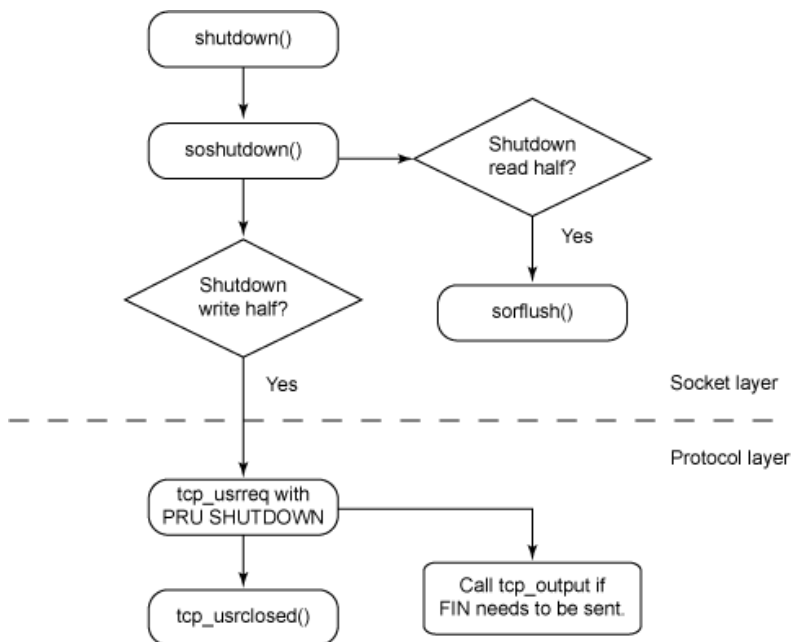 shutdown()
soshutdown()
Shutdown
read half?
Yes
sorflush()
Shutdown
write half?
Yes
Socket layer
Protocol layer
tcp_usrreq with
PRU SHUTDOWN
Call tcp_output if
FIN needs to be sent.
tcp_usrclosed()